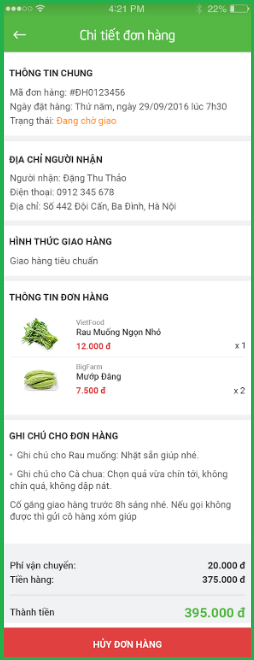 4:21 PM
22%
Chi tiết đơn hàng
THÔNG TIN CHUNG
Mã đơn hàng: #ĐH0123456
Ngày đặt hàng: Thứ năm, ngày 29/09/2016 lúc 7h30
Trạng thái: Đang chờ giao
ĐỊA CHỈ NGƯỜI NHẬN
Người nhận: Đặng Thu Thảo
Điện thoại: 0912 345 678
Địa chỉ: Số 442 Đội Cấn, Ba Đình, Hà Nội
HÌNH THỨC GIAO HÀNG
Giao hàng tiêu chuẩn
THÔNG TIN ĐƠN HÀNG
VietFood
Rau Muống Ngọn Nhỏ
12.000 đ x 1
BigFarm
Mướp Đắng
7.500 đ x 2
GHI CHÚ CHO ĐƠN HÀNG
• Ghi chú cho Rau muống: Nhặt sẵn giúp nhé.
• Ghi chú cho Cà chua: Chọn quả vừa chín tới, không
chín quá, không dập nát.
Cố gắng giao hàng trước 8h sáng nhé. Nếu gọi không
được thì gửi cô hàng xóm giúp
Phí vận chuyển: 20.000 đ
Tiền hàng: 375.000 đ
Thành tiền 395.000 đ
HỦY ĐƠN HÀNG